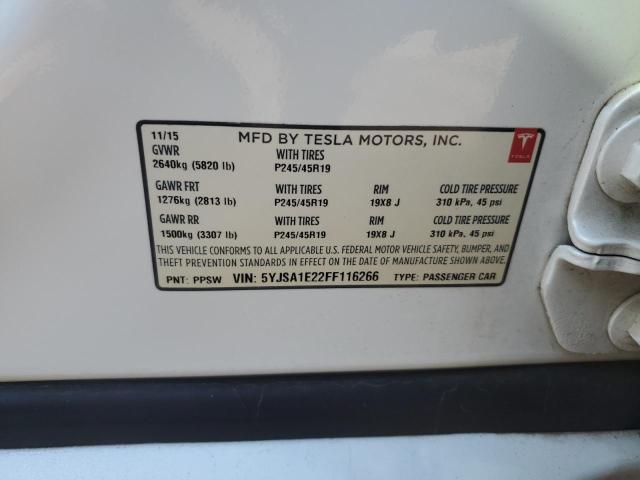 11/15 MFD BY TESLA MOTORS, INC.
GVWR WITH TIRES
2640kg (5820 lb) P245/45R19
TESLA
GAWR FRT WITH TIRES RIM COLD TIRE PRESSURE
1276kg (2813 lb) P245/45R19 19X8 J 310 kPa, 45 psi
GAWR RR WITH TIRES RIM COLD TIRE PRESSURE
1500kg (3307 lb) P245/45R19 19X8 J 310 kPa, 45 psi
THIS VEHICLE CONFORMS TO ALL APPLICABLE U.S. FEDERAL MOTOR VEHICLE SAFETY, BUMPER, AND
THEFT PREVENTION STANDARDS IN EFFECT ON THE DATE OF MANUFACTURE SHOWN ABOVE.
PNT: PPSW VIN: 5YJSA1E22FF116266 TYPE: PASSENGER CAR